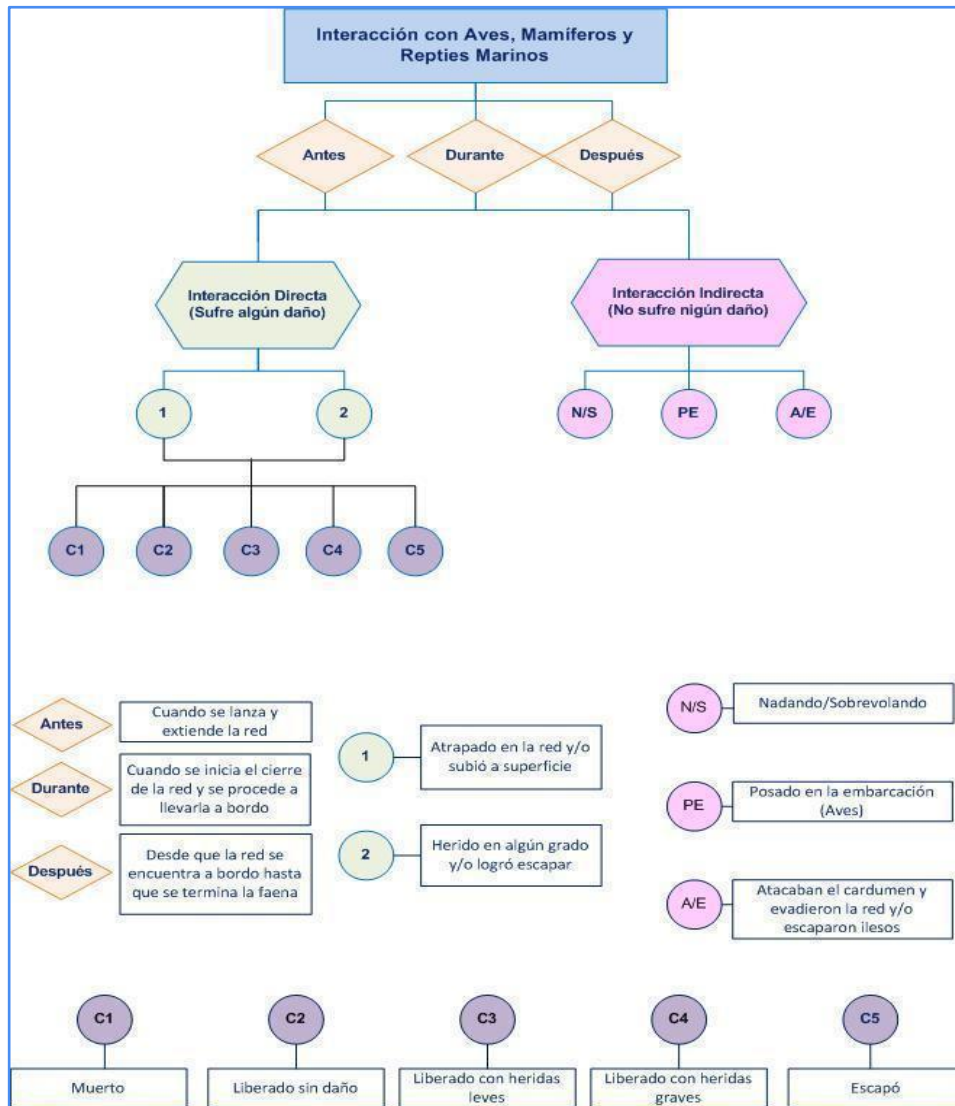 Interacción con Aves, Mamíferos y
Repties Marinos
Antes
Durante
Después
Interacción Directa
(Sufre algún daño)
Interacción Indirecta
(No sufre nigún daño)
1
2
N/S
PE
A/E
C1
C2
C3
C4
C5
Antes
Cuando se lanza y
extiende la red
Durante
Cuando se inicia el cierre
de la red y se procede a
llevarla a bordo
Después
Desde que la red se
encuentra a bordo hasta
que se termina la faena
1
Atrapado en la red y/o
subió a superficie
2
Herido en algún grado
y/o logró escapar
N/S
Nadando/Sobrevolando
PE
Posado en la embarcación
(Aves)
A/E
Atacaban el cardumen y
evadieron la red y/o
escaparon ilesos
C1
Muerto
C2
Liberado sin daño
C3
Liberado con heridas
leves
C4
Liberado con heridas
graves
C5
Escapó